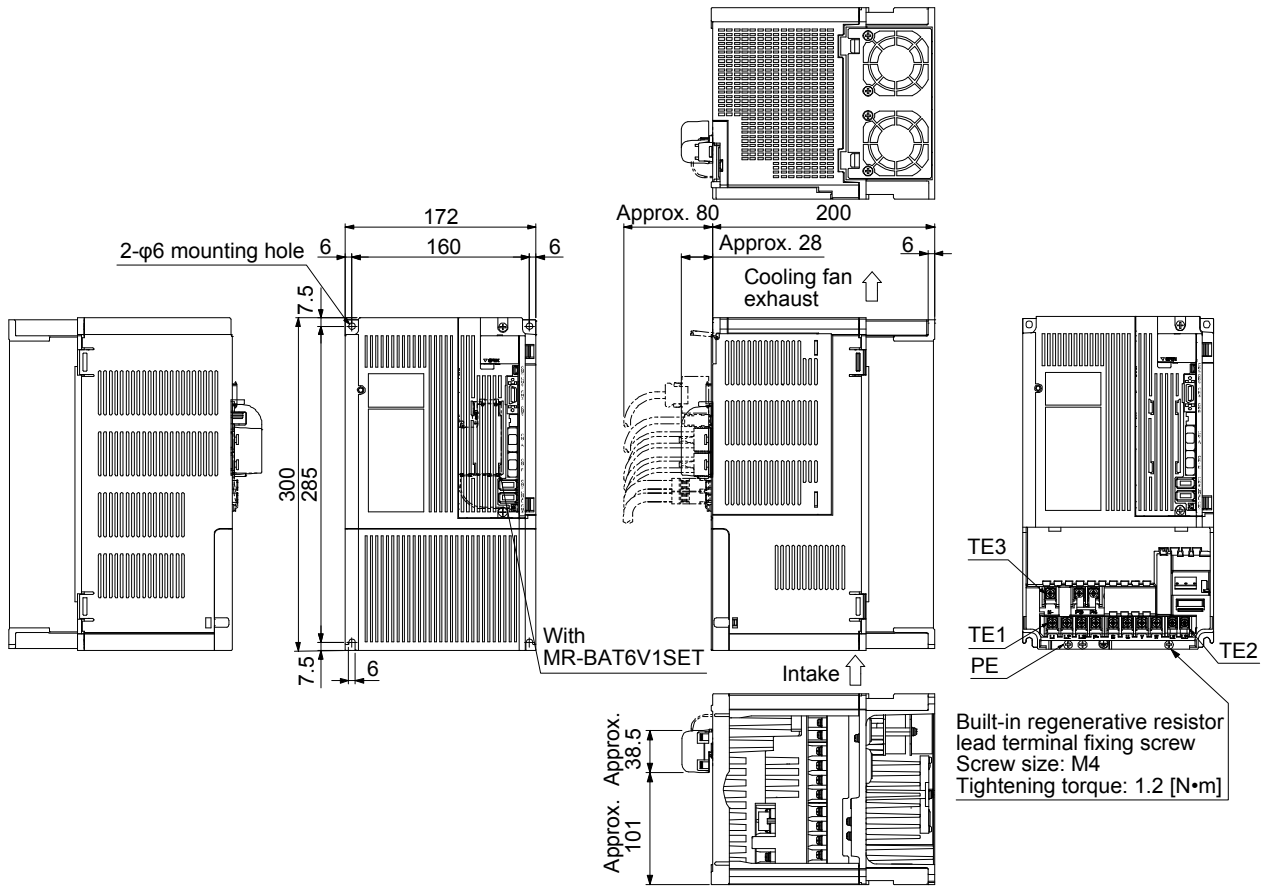 Approx. 80
200
172
Approx. 28
6
2-φ6 mounting hole
6
160
6
Cooling fan
exhaust
7.5
300
285
TE3
With
MR-BAT6V1SET
TE1
TE2
PE
7.5
6
Intake
Built-in regenerative resistor
lead terminal fixing screw
Screw size: M4
Tightening torque: 1.2 [N•m]
Approx.
38.5
Approx.
101